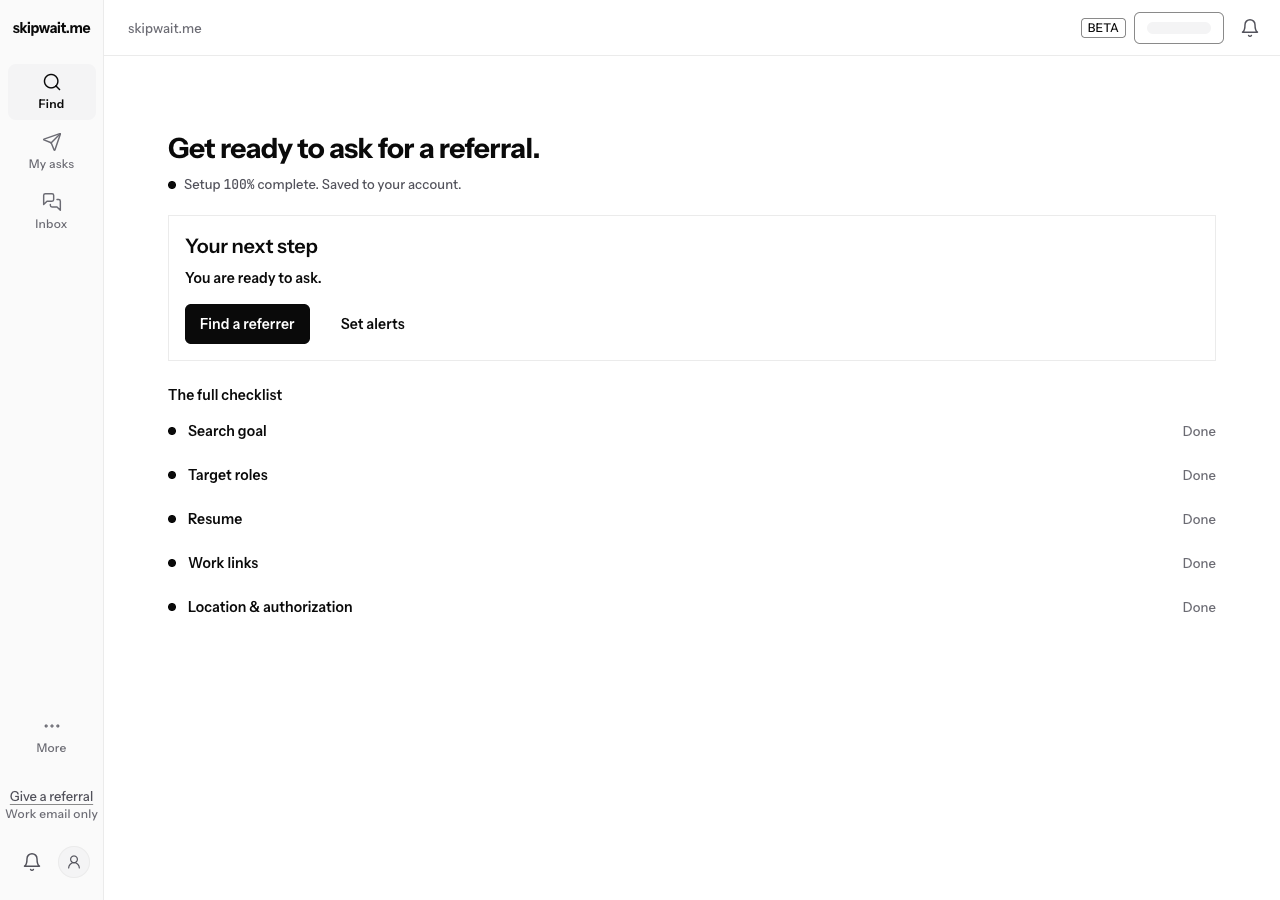 skipwait.me
skipwait.me
BETA
Find
My asks
Inbox
Get ready to ask for a referral.
Setup 100% complete. Saved to your account.
Your next step
You are ready to ask.
Find a referrer
Set alerts
The full checklist
Search goal
Done
Target roles
Done
Resume
Done
Work links
Done
Location & authorization
Done
More
Give a referral
Work email only